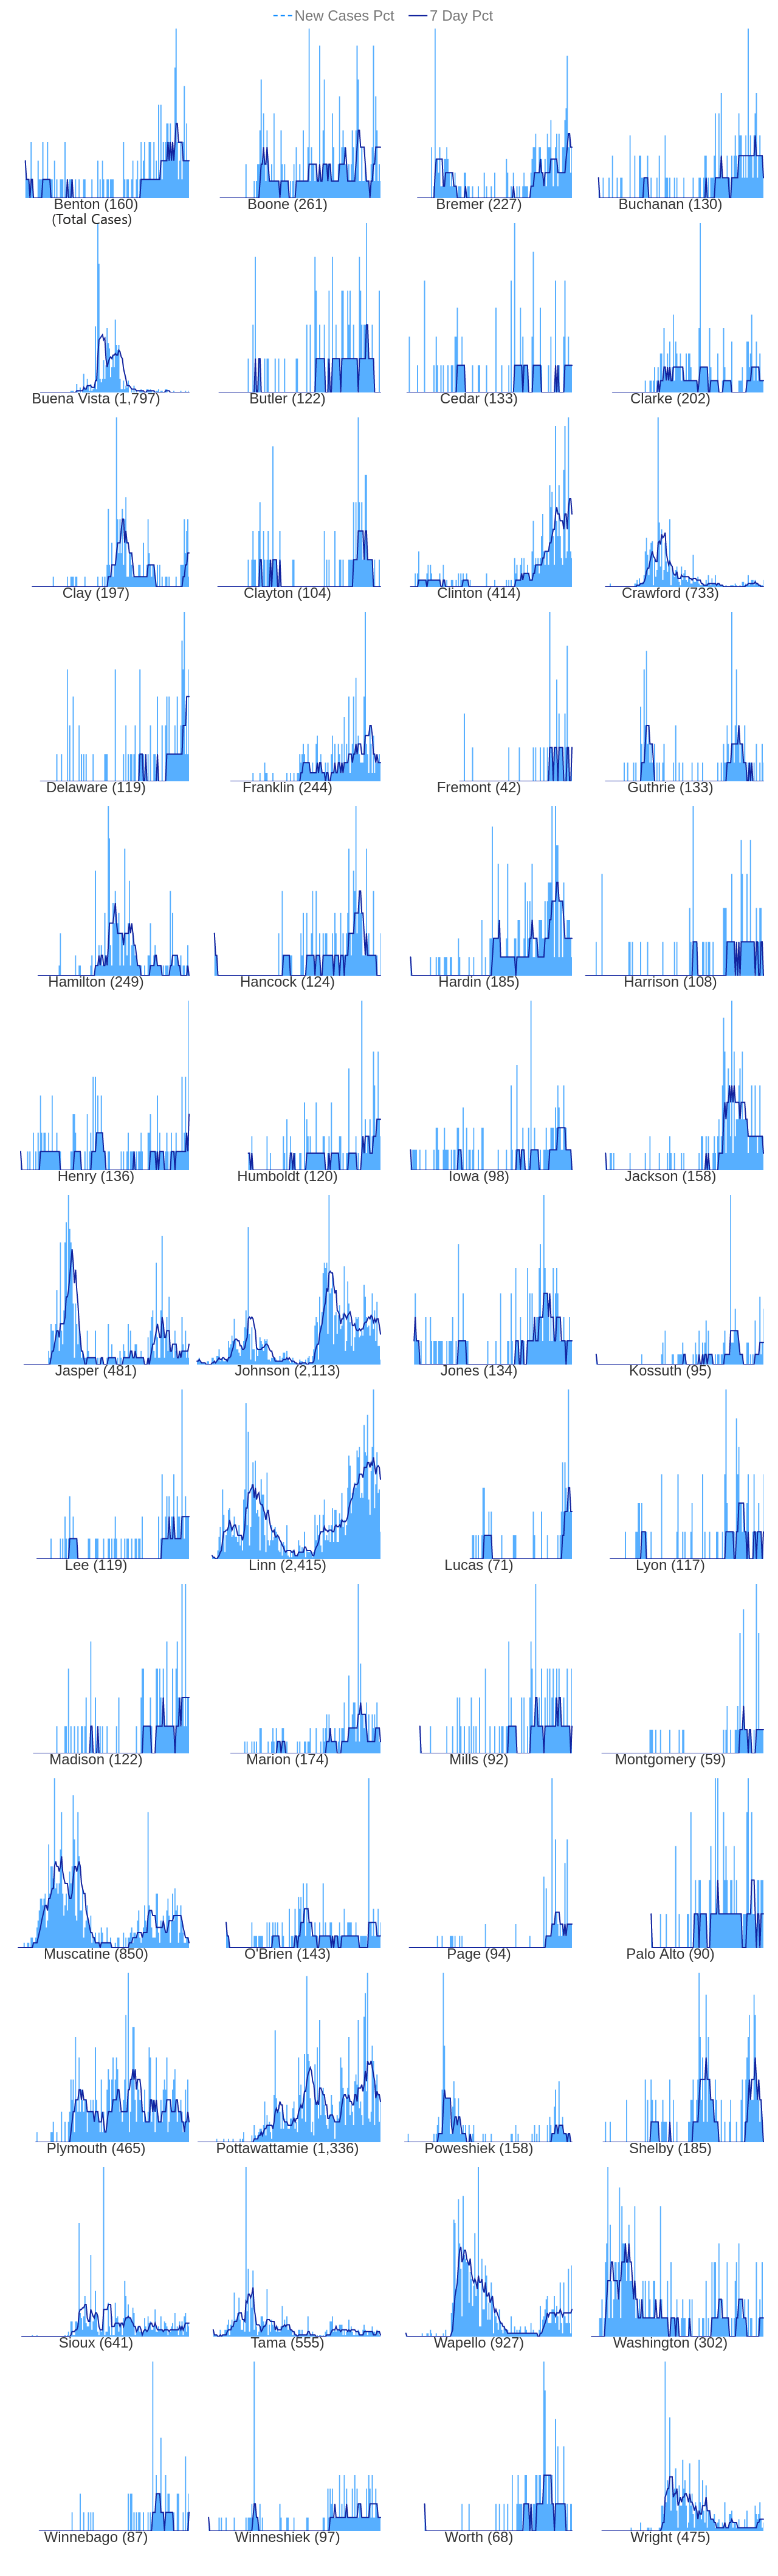 New Cases Pct 7 Day Pct
Benton (160) Boone (261) Bremer (227) Buchanan (130)
(Total Cases)
Buena Vista (1,797) Butler (122) Cedar (133) Clarke (202)
Clay (197) Clayton (104) Clinton (414) Crawford (733)
Delaware (119) Franklin (244) Fremont (42) Guthrie (133)
Hamilton (249) Hancock (124) Hardin (185) Harrison (108)
Henry (136) Humboldt (120) Iowa (98) Jackson (158)
Jasper (481) Johnson (2,113) Jones (134) Kossuth (95)
Lee (119) Linn (2,415) Lucas (71) Lyon (117)
Madison (122) Marion (174) Mills (92) Montgomery (59)
Muscatine (850) O'Brien (143) Page (94) Palo Alto (90)
Plymouth (465) Pottawattamie (1,336) Poweshiek (158) Shelby (185)
Sioux (641) Tama (555) Wapello (927) Washington (302)
Winnebago (87) Winneshiek (97) Worth (68) Wright (475)